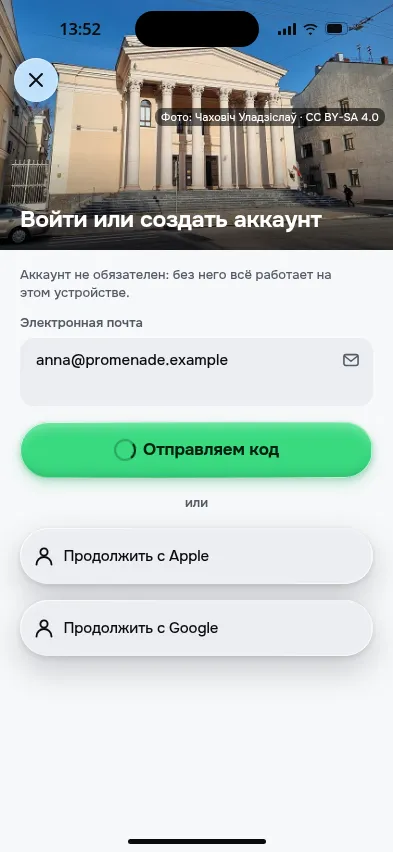 13:52
Фото: Чаховіч Уладзіслаў · CC BY-SA 4.0
Войти или создать аккаунт
Аккаунт не обязателен: без него всё работает на
этом устройстве.
Электронная почта
anna@promenade.example
Отправляем код
или
Продолжить с Apple
Продолжить с Google